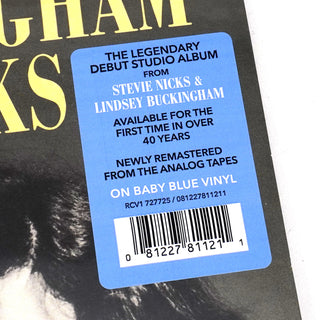 NGHAM
KS
THE LEGENDARY
DEBUT STUDIO ALBUM
FROM
STEVIE NICKS &
LINDSEY BUCKINGHAM
AVAILABLE FOR THE
FIRST TIME IN OVER
40 YEARS
NEWLY REMASTERED
FROM THE ANALOG TAPES
ON BABY BLUE VINYL
RCV1 727725 / 081227811211
0 81227 81121 1